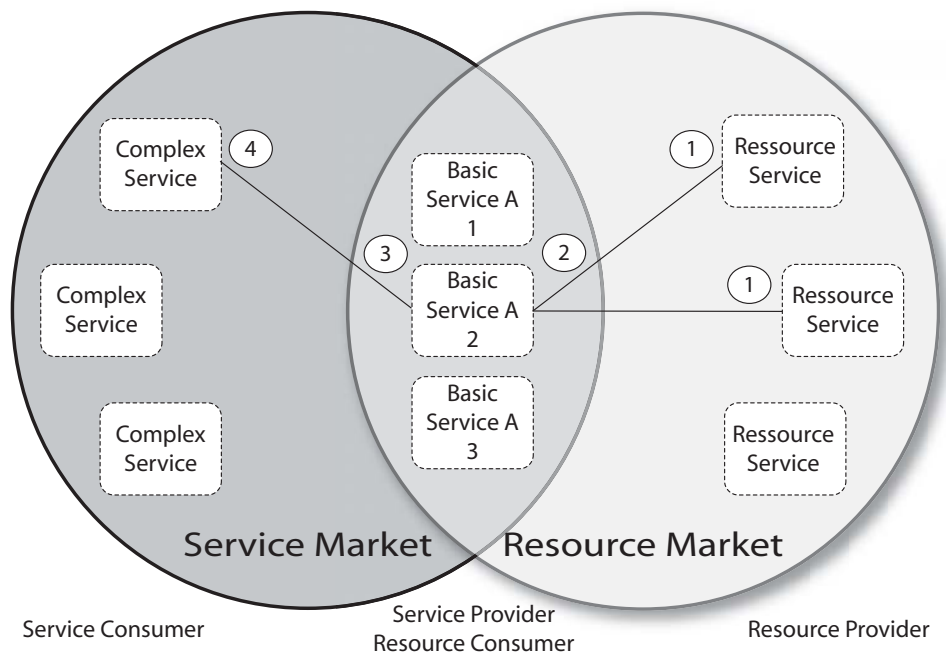 Complex
Service
4
Complex
Service
Complex
Service
Basic
Service A
1
3
2
Basic
Service A
2
Basic
Service A
3
1
Ressource
Service
1
Ressource
Service
Ressource
Service
Service Market
Resource Market
Service Consumer
Service Provider
Resource Consumer
Resource Provider